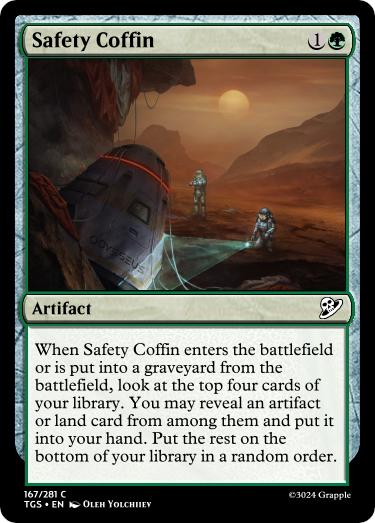 Safety Coffin 1
ODYSSEUS
Artifact
When Safety Coffin enters the battlefield
or is put into a graveyard from the
battlefield, look at the top four cards of
your library. You may reveal an artifact
or land card from among them and put it
into your hand. Put the rest on the
bottom of your library in a random order.
167/281 C
TGS • EN Oleh Yolchiiev
©3024 Grapple